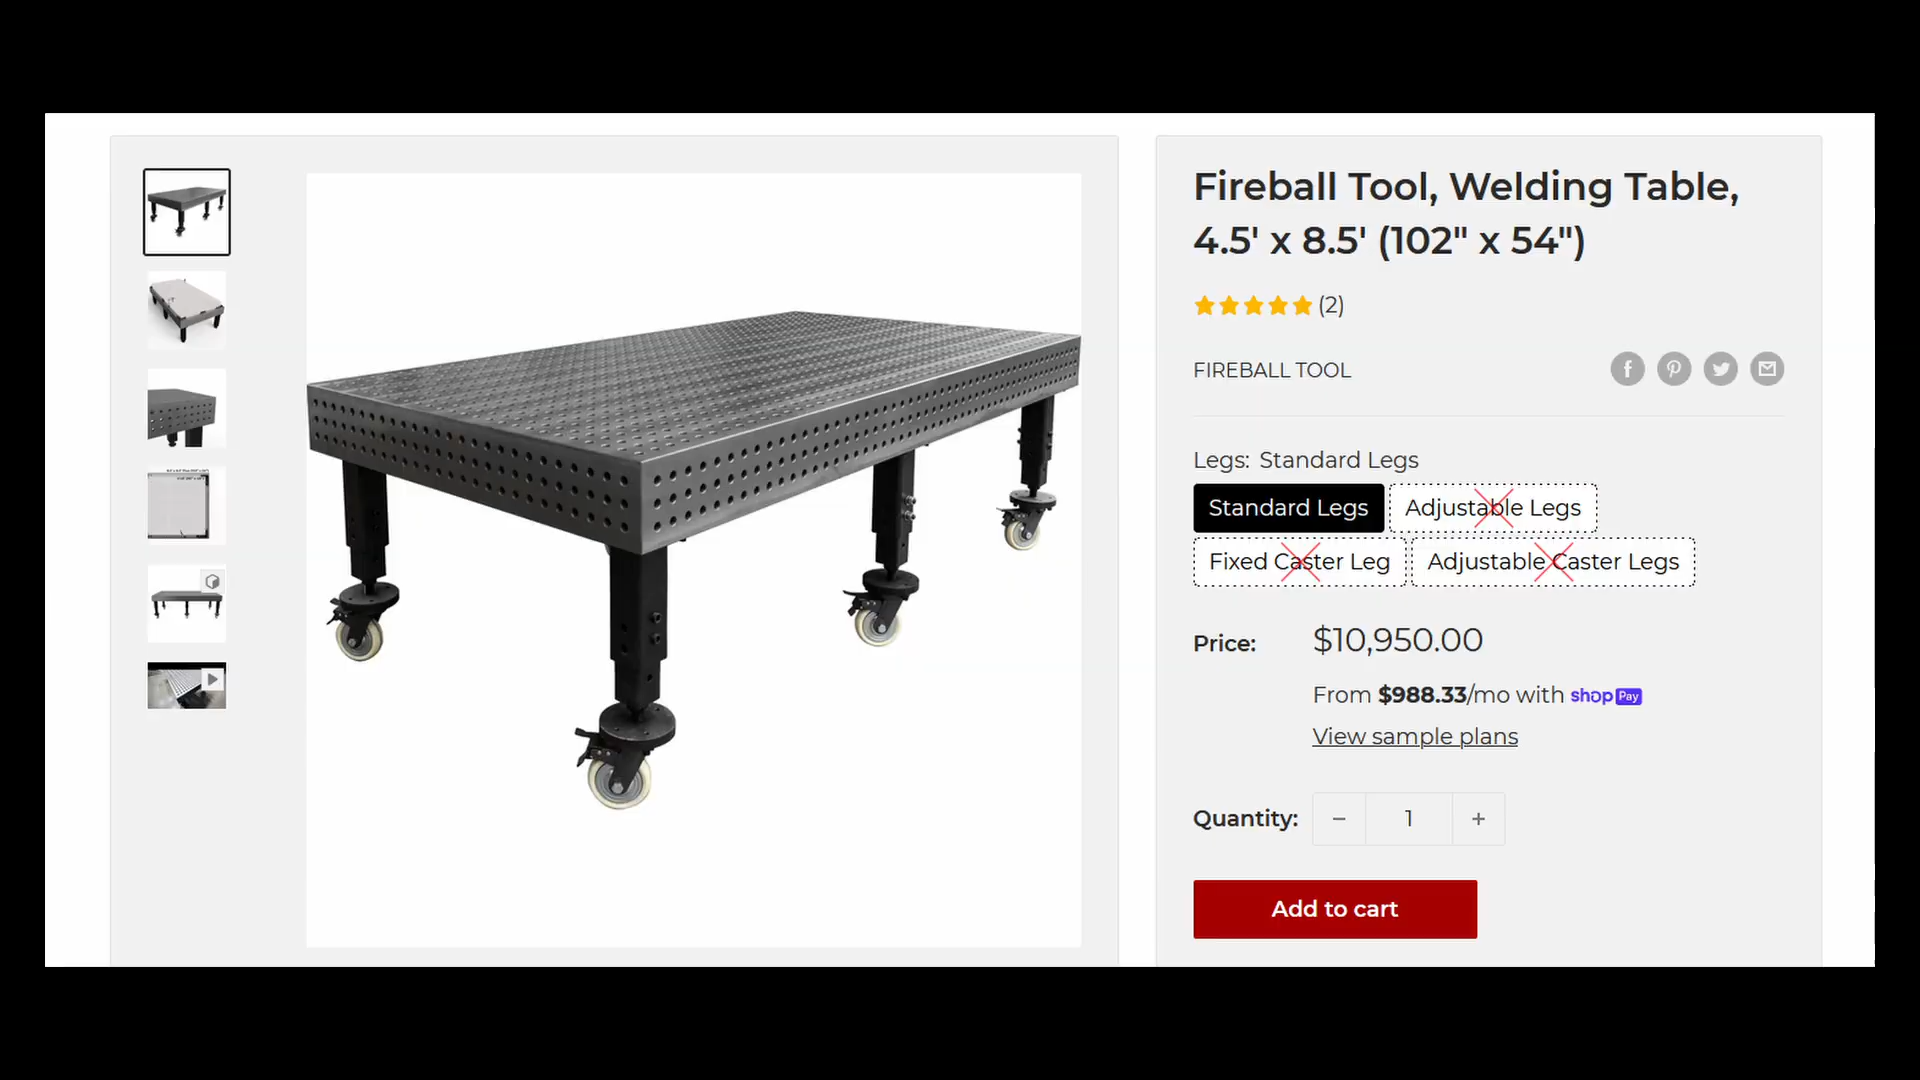 Fireball Tool, Welding Table,
4.5' x 8.5' (102" x 54")
(2)
FIREBALL TOOL
Legs: Standard Legs
Standard Legs
Adjustable Legs
Fixed Caster Leg
Adjustable Caster Legs
Price: $10,950.00
From $988.33/mo with shop Pay
View sample plans
Quantity: − 1 +
Add to cart